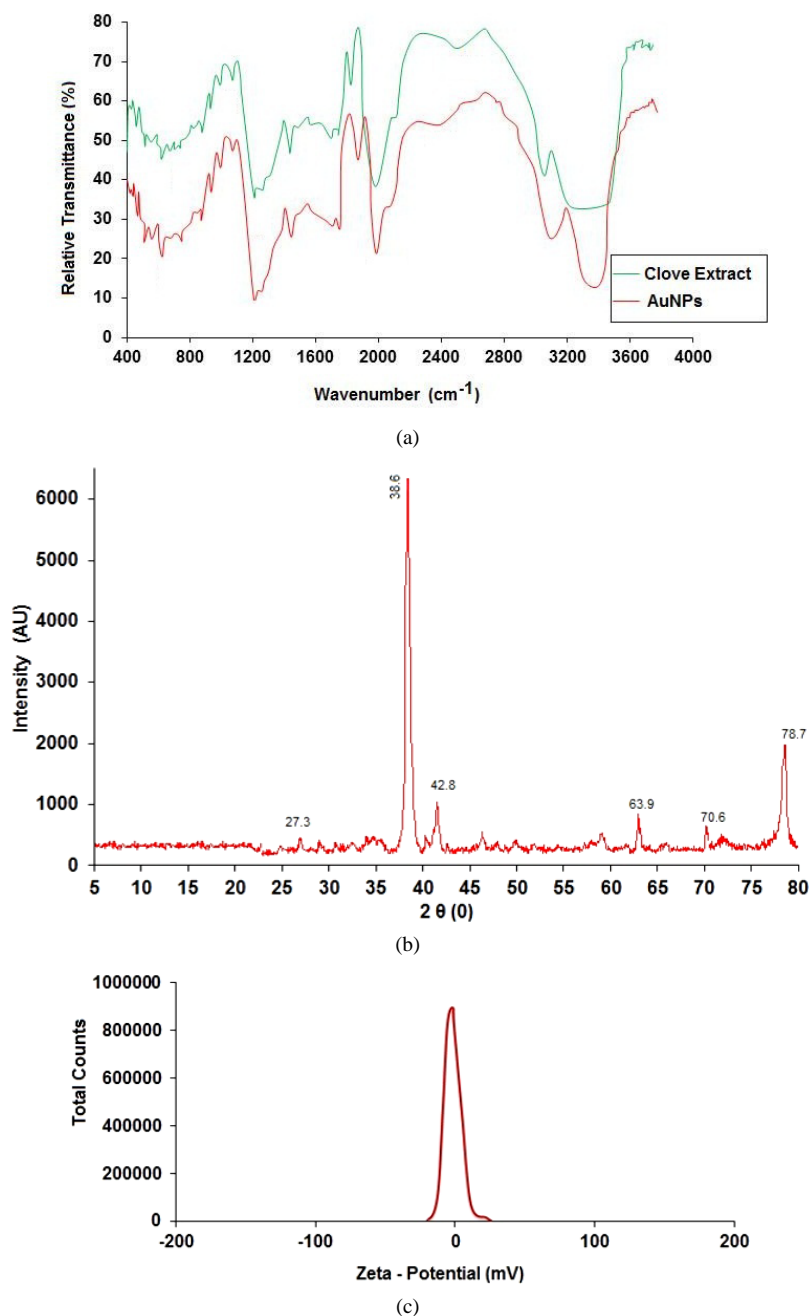 80
70
60
50
40
30
20
10
0
Relative Transmittance (%)
Clove Extract
AuNPs
400 800 1200 1600 2000 2400 2800 3200 3600 4000
Wavenumber (cm-1)
(a)
6000
5000
4000
3000
2000
1000
0
Intensity (AU)
27.3
38.6
42.8
63.9
70.6
78.7
5 10 15 20 25 30 35 40 45 50 55 60 65 70 75 80
2 θ (0)
(b)
1000000
800000
600000
400000
200000
0
Total Counts
-200 -100 0 100 200
Zeta - Potential (mV)
(c)